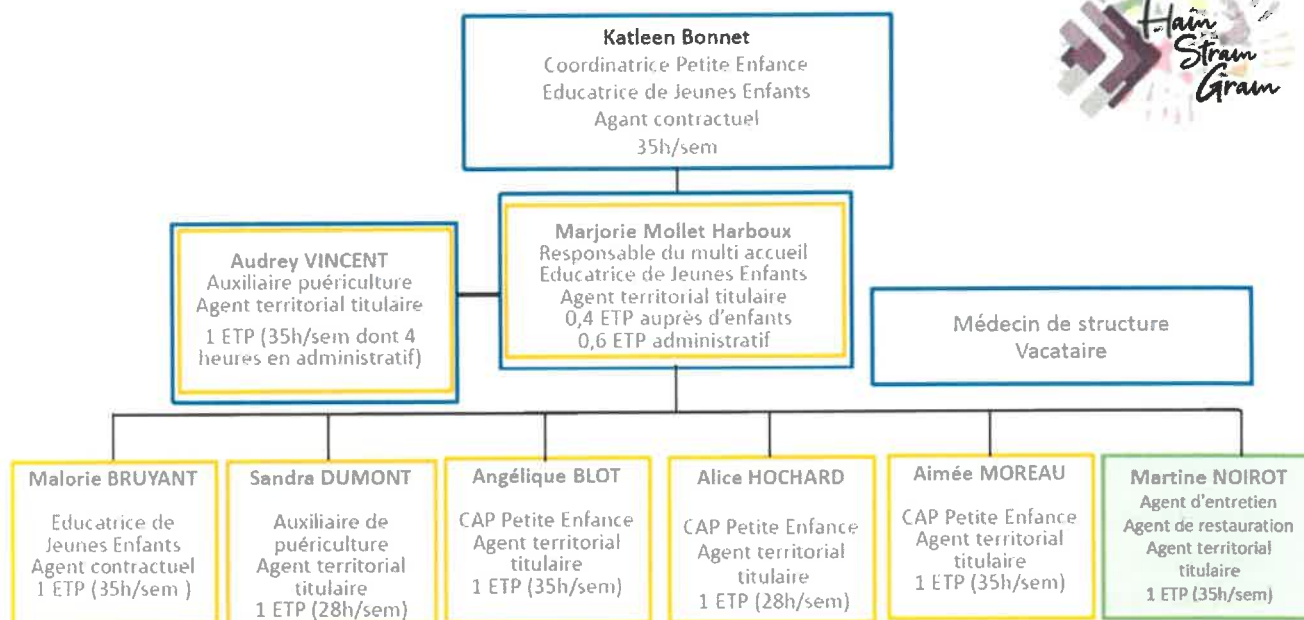 Hain
Strain
Grain
Katleen Bonnet
Coordinatrice Petite Enfance
Educatrice de Jeunes Enfants
Agant contractuel
35h/sem
Audrey VINCENT
Auxiliaire puériculture
Agent territorial titulaire
1 ETP (35h/sem dont 4
heures en administratif)
Marjorie Mollet Harboux
Responsable du multi accueil
Educatrice de Jeunes Enfants
Agent territorial titulaire
0,4 ETP auprès d'enfants
0,6 ETP administratif
Médecin de structure
Vacataire
Malorie BRUYANT
Educatrice de
Jeunes Enfants
Agent contractuel
1 ETP (35h/sem )
Sandra DUMONT
Auxiliaire de
puériculture
Agent territorial
titulaire
1 ETP (28h/sem)
Angélique BLOT
CAP Petite Enfance
Agent territorial
titulaire
1 ETP (35h/sem)
Alice HOCHARD
CAP Petite Enfance
Agent territorial
titulaire
1 ETP (28h/sem)
Aimée MOREAU
CAP Petite Enfance
Agent territorial
titulaire
1 ETP (35h/sem)
Martine NOIROT
Agent d'entretien
Agent de restauration
Agent territorial
titulaire
1 ETP (35h/sem)